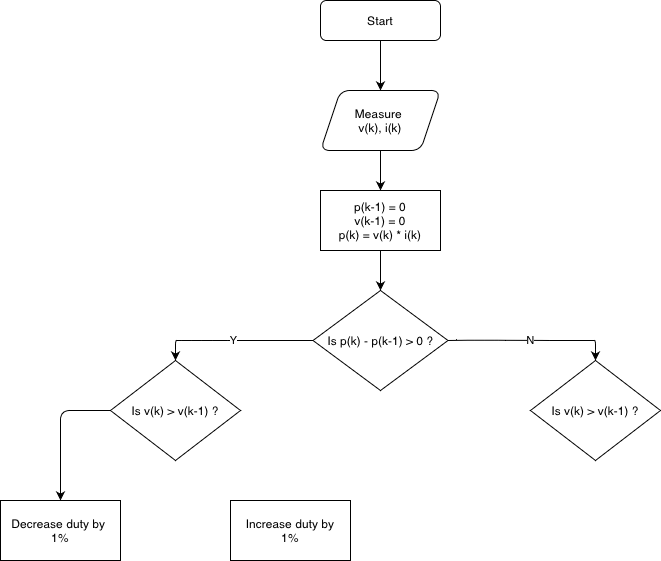 Start
Measure
v(k), i(k)
p(k-1) = 0
v(k-1) = 0
p(k) = v(k) * i(k)
Is p(k) - p(k-1) > 0 ?
Y
N
Is v(k) > v(k-1) ?
Is v(k) > v(k-1) ?
Decrease duty by
1%
Increase duty by
1%